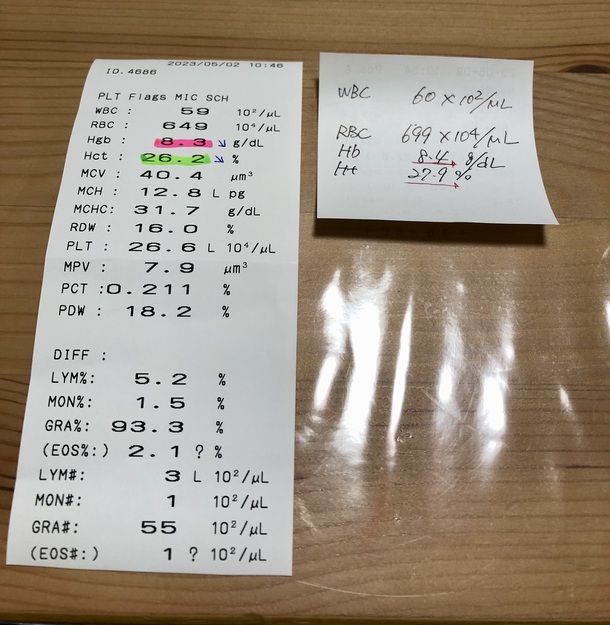 2023/05/02 10:46
ID.4686
PLT Flags MIC SCH
WBC : 59 10²/μL
RBC : 649 10⁴/μL
Hgb : 8.3 ↘ g/dL
Hct : 26.2 ↘ %
MCV : 40.4 μm³
MCH : 12.8 L pg
MCHC: 31.7 g/dL
RDW : 16.0 %
PLT : 26.6 L 10⁴/μL
MPV : 7.9 μm³
PCT :0.211 %
PDW : 18.2 %
DIFF :
LYM%: 5.2 %
MON%: 1.5 %
GRA%: 93.3 %
(EOS%:) 2.1 ? %
LYM#: 3 L 10²/μL
MON#: 1 10²/μL
GRA#: 55 10²/μL
(EOS#:) 1 ? 10²/μL
WBC 60×10²/μL
RBC 699×10⁴/μL
Hb 8.4 g/dL
Ht 27.9 %